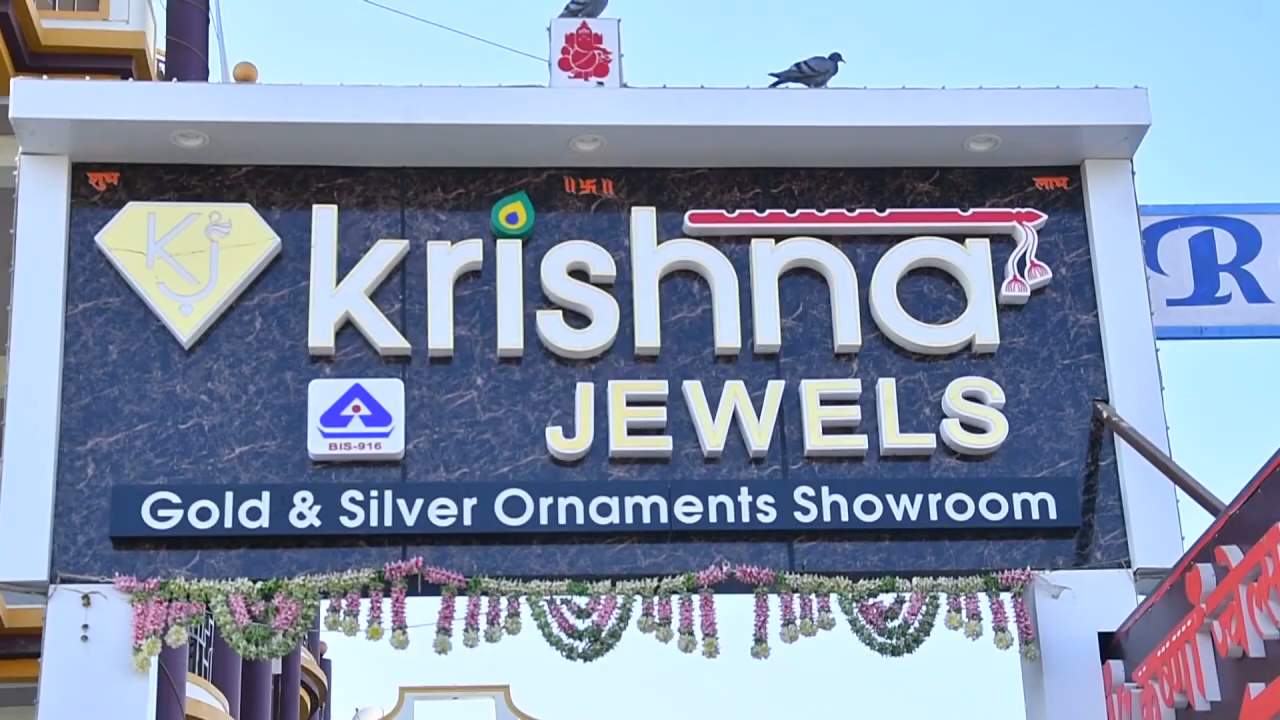 शुभ
॥卐॥
लाभ
KJ
krishna
BIS-916
JEWELS
Gold & Silver Ornaments Showroom
R